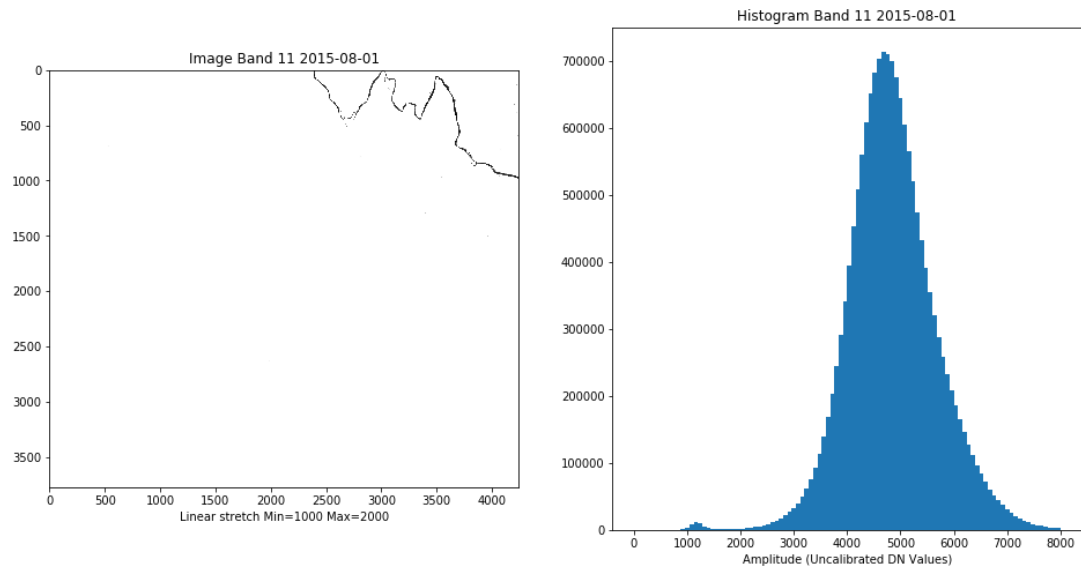 Image Band 11 2015-08-01
0
500
1000
1500
2000
2500
3000
3500
0 500 1000 1500 2000 2500 3000 3500 4000
Linear stretch Min=1000 Max=2000
Histogram Band 11 2015-08-01
700000
600000
500000
400000
300000
200000
100000
0
0 1000 2000 3000 4000 5000 6000 7000 8000
Amplitude (Uncalibrated DN Values)